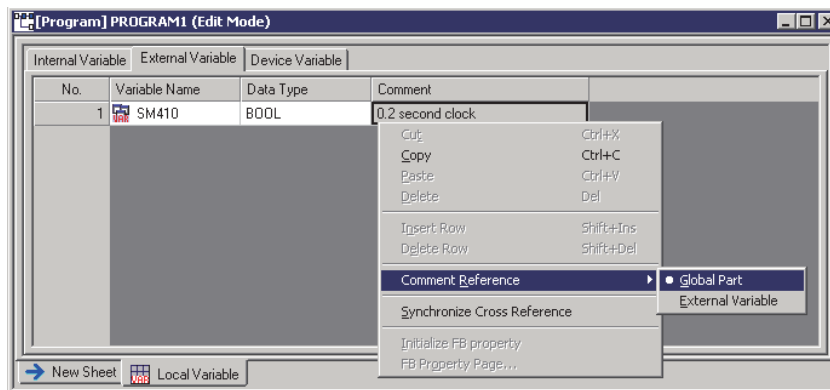 [Program] PROGRAM1 (Edit Mode)
Internal Variable External Variable Device Variable
No. Variable Name Data Type Comment
1 SM410 BOOL 0.2 second clock
Cut Ctrl+X
Copy Ctrl+C
Paste Ctrl+V
Delete Del
Insert Row Shift+Ins
Delete Row Shift+Del
Comment Reference Global Part
External Variable
Synchronize Cross Reference
Initialize FB property
FB Property Page...
New Sheet VAR Local Variable